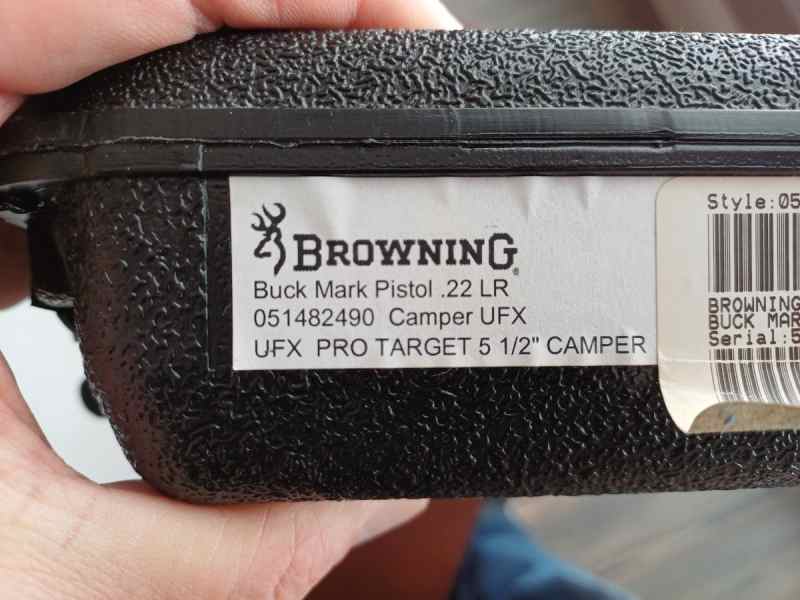 BROWNING®
Buck Mark Pistol .22 LR
051482490 Camper UFX
UFX PRO TARGET 5 1/2" CAMPER
Style:05
BROWNING
BUCK MAR
Serial:5